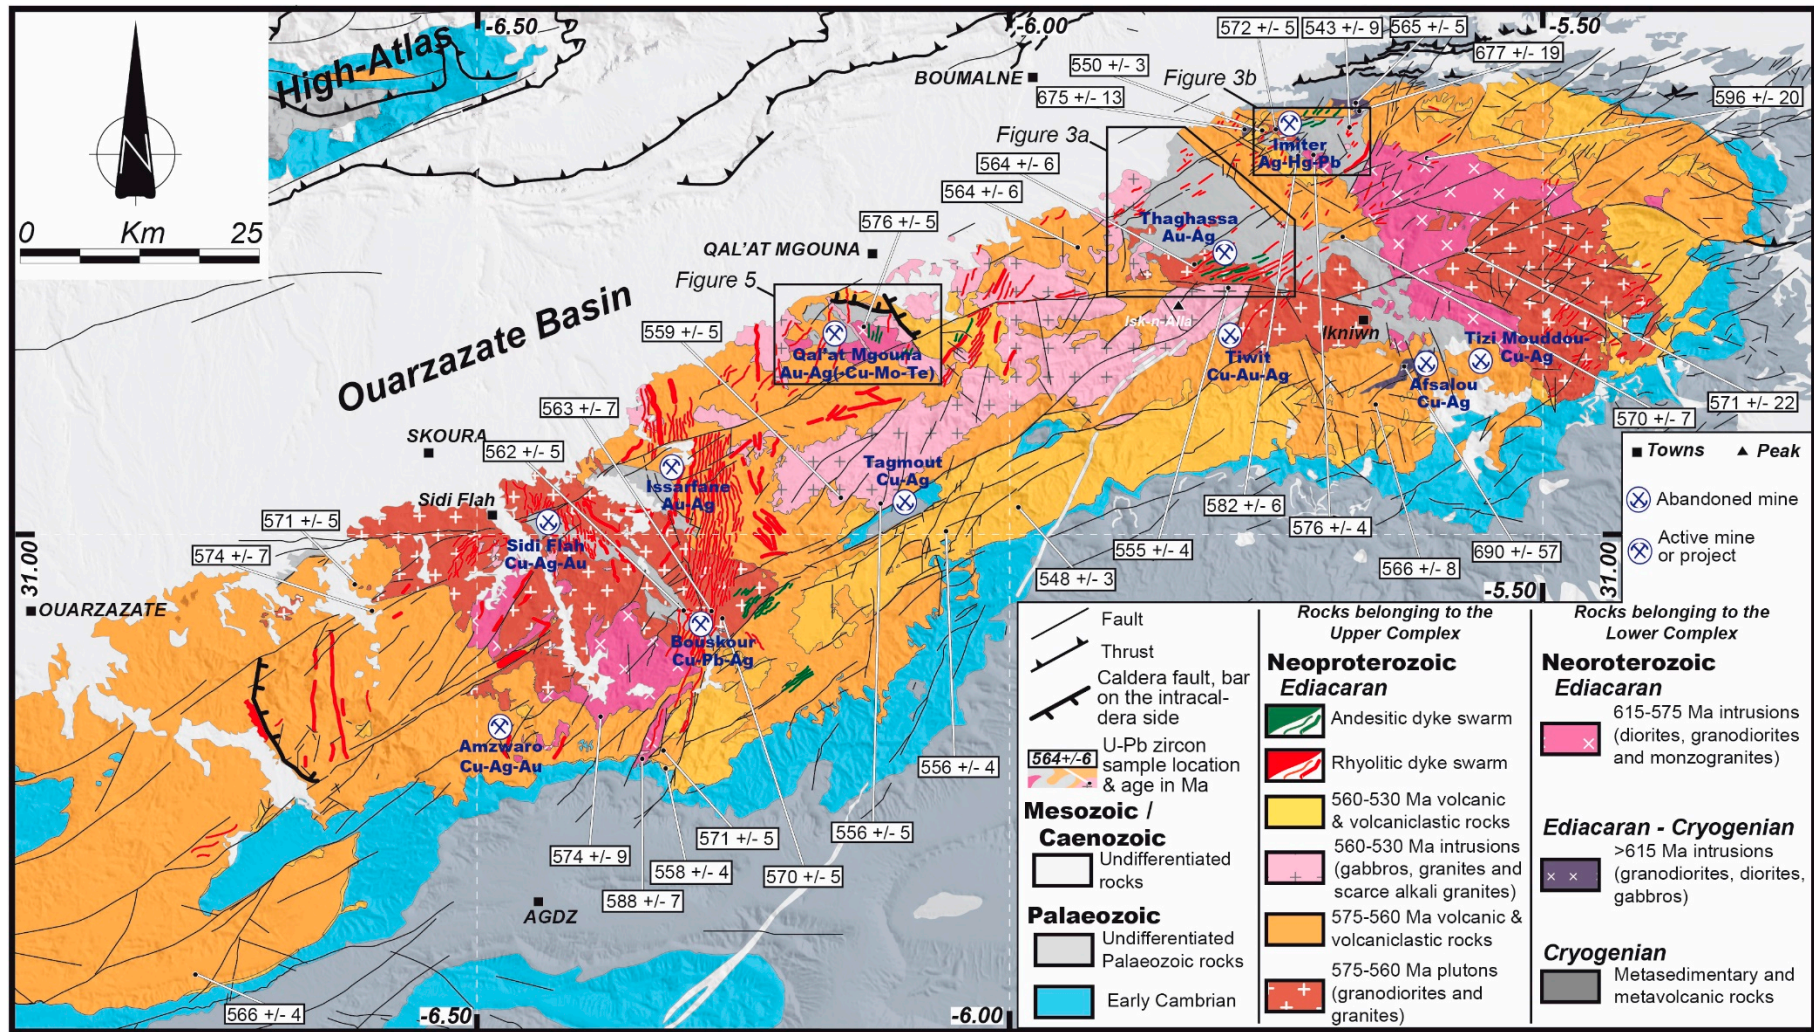 -6.50
-6.00
-5.50
High-Atlas
N
0 Km 25
572 +/- 5
543 +/- 9
565 +/- 5
677 +/- 19
550 +/- 3
BOUMALNE
Figure 3b
675 +/- 13
596 +/- 20
Figure 3a
Imiter
Ag-Hg-Pb
564 +/- 6
564 +/- 6
Thaghassa
Au-Ag
576 +/- 5
QAL'AT MGOUNA
Figure 5
Ouarzazate Basin
Isk-n-Alla
Ikniwn
559 +/- 5
Qal'at Mgouna
Au-Ag(-Cu-Mo-Te)
Tiwit
Cu-Au-Ag
Tizi Mouddou-
Cu-Ag
Afsalou
Cu-Ag
563 +/- 7
570 +/- 7
571 +/- 22
SKOURA
562 +/- 5
Issarfane
Au-Ag
Tagmout
Cu-Ag
Sidi Flah
582 +/- 6
576 +/- 4
571 +/- 5
574 +/- 7
Sidi Flah
Cu-Ag-Au
555 +/- 4
690 +/- 57
566 +/- 8
548 +/- 3
31.00
31.00
-5.50
OUARZAZATE
Bouskour
Cu-Pb-Ag
Amzwaro
Cu-Ag-Au
556 +/- 4
556 +/- 5
571 +/- 5
574 +/- 9
558 +/- 4
570 +/- 5
588 +/- 7
AGDZ
566 +/- 4
-6.50
-6.00
Towns
Peak
Abandoned mine
Active mine
or project
Fault
Thrust
Caldera fault, bar
on the intracal-
dera side
564+/-6
U-Pb zircon
sample location
& age in Ma
Mesozoic /
Caenozoic
Undifferentiated
rocks
Palaeozoic
Undifferentiated
Palaeozoic rocks
Early Cambrian
Rocks belonging to the
Upper Complex
Neoproterozoic
Ediacaran
Andesitic dyke swarm
Rhyolitic dyke swarm
560-530 Ma volcanic
& volcaniclastic rocks
560-530 Ma intrusions
(gabbros, granites and
scarce alkali granites)
575-560 Ma volcanic &
volcaniclastic rocks
575-560 Ma plutons
(granodiorites and
granites)
Rocks belonging to the
Lower Complex
Neoroterozoic
Ediacaran
615-575 Ma intrusions
(diorites, granodiorites
and monzogranites)
Ediacaran - Cryogenian
>615 Ma intrusions
(granodiorites, diorites,
gabbros)
Cryogenian
Metasedimentary and
metavolcanic rocks